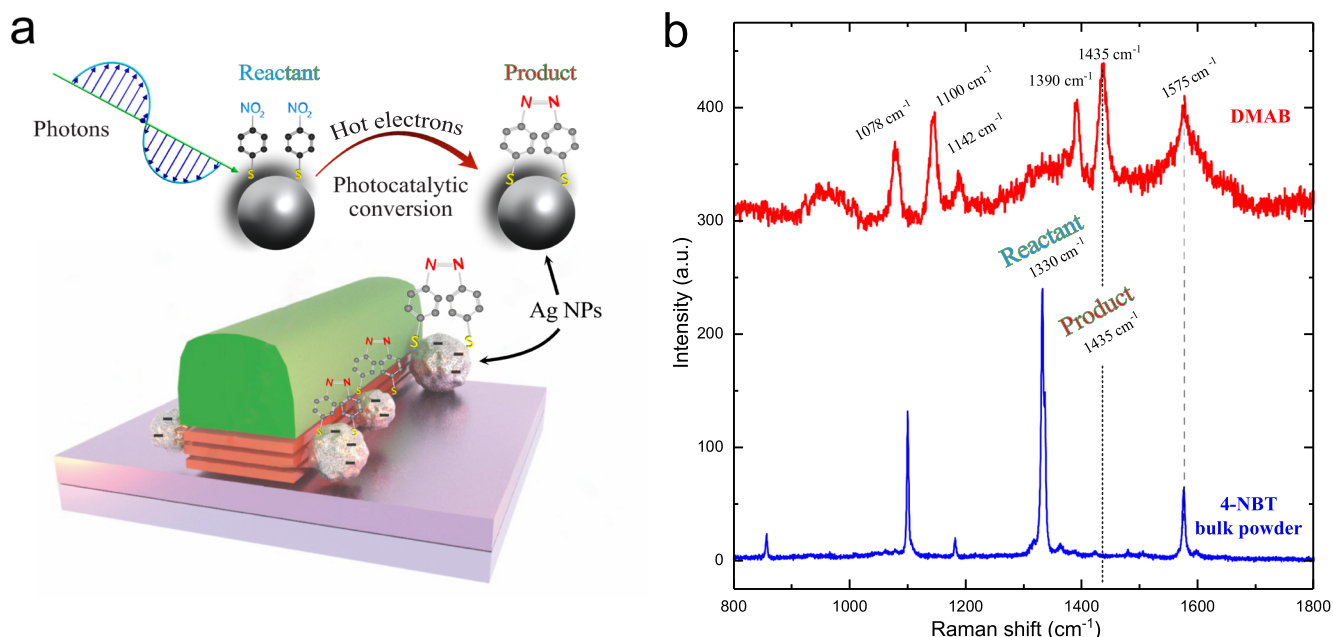 a
Reactant
Product
NO₂ NO₂
N N
Photons
Hot electrons
S S
S S
Photocatalytic
conversion
N N
Ag NPs
N N
S
S
N N
S
S
S S
- - - - - - - - -
b
Intensity (a.u.)
400
300
200
100
0
1078 cm⁻¹
1100 cm⁻¹
1142 cm⁻¹
1390 cm⁻¹
1435 cm⁻¹
1575 cm⁻¹
DMAB
Reactant
1330 cm⁻¹
Product
1435 cm⁻¹
4-NBT
bulk powder
800 1000 1200 1400 1600 1800
Raman shift (cm⁻¹)